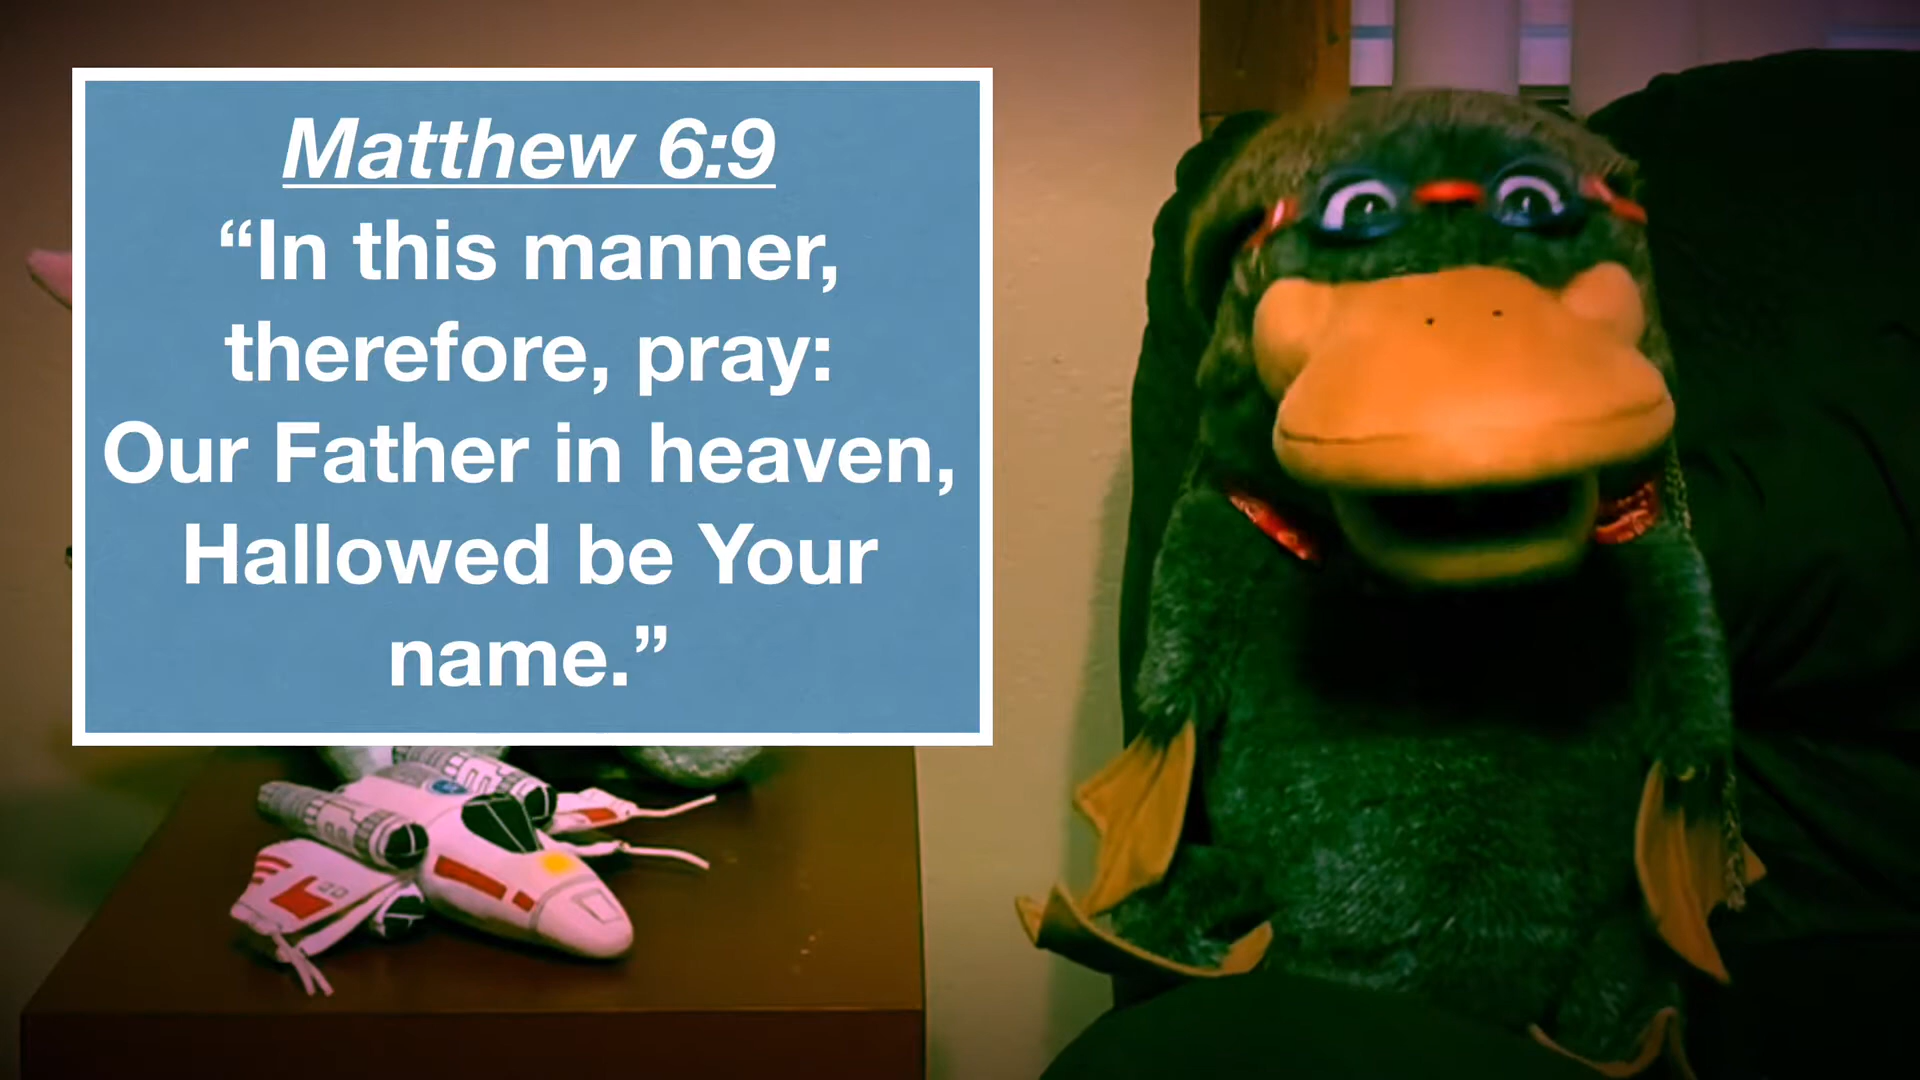 Matthew 6:9
“In this manner,
therefore, pray:
Our Father in heaven,
Hallowed be Your
name.”